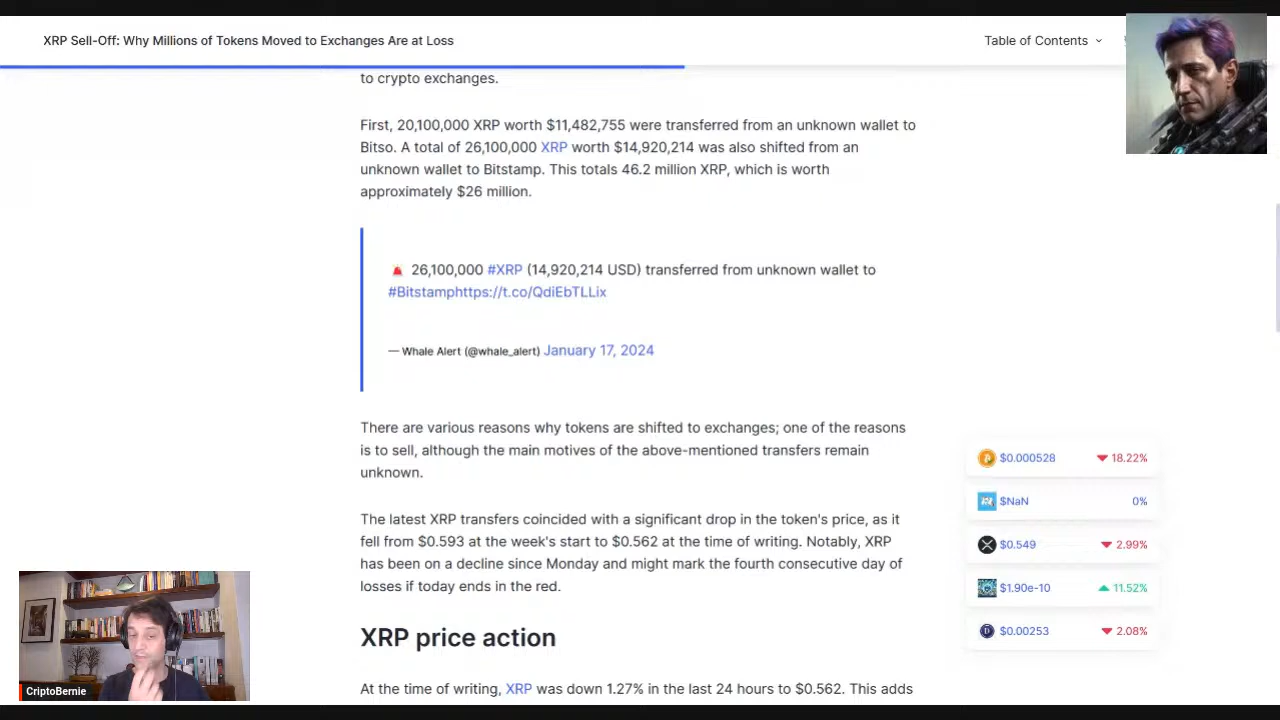 XRP Sell-Off: Why Millions of Tokens Moved to Exchanges Are at Loss
Table of Contents
to crypto exchanges.
First, 20,100,000 XRP worth $11,482,755 were transferred from an unknown wallet to
Bitso. A total of 26,100,000 XRP worth $14,920,214 was also shifted from an
unknown wallet to Bitstamp. This totals 46.2 million XRP, which is worth
approximately $26 million.
26,100,000 #XRP (14,920,214 USD) transferred from unknown wallet to
#Bitstamphttps://t.co/QdiEbTLLix
— Whale Alert (@whale_alert) January 17, 2024
There are various reasons why tokens are shifted to exchanges; one of the reasons
is to sell, although the main motives of the above-mentioned transfers remain
unknown.
The latest XRP transfers coincided with a significant drop in the token's price, as it
fell from $0.593 at the week's start to $0.562 at the time of writing. Notably, XRP
has been on a decline since Monday and might mark the fourth consecutive day of
losses if today ends in the red.
XRP price action
At the time of writing, XRP was down 1.27% in the last 24 hours to $0.562. This adds
$0.000528 18.22%
$NaN 0%
$0.549 2.99%
$1.90e-10 11.52%
$0.00253 2.08%
CriptoBernie